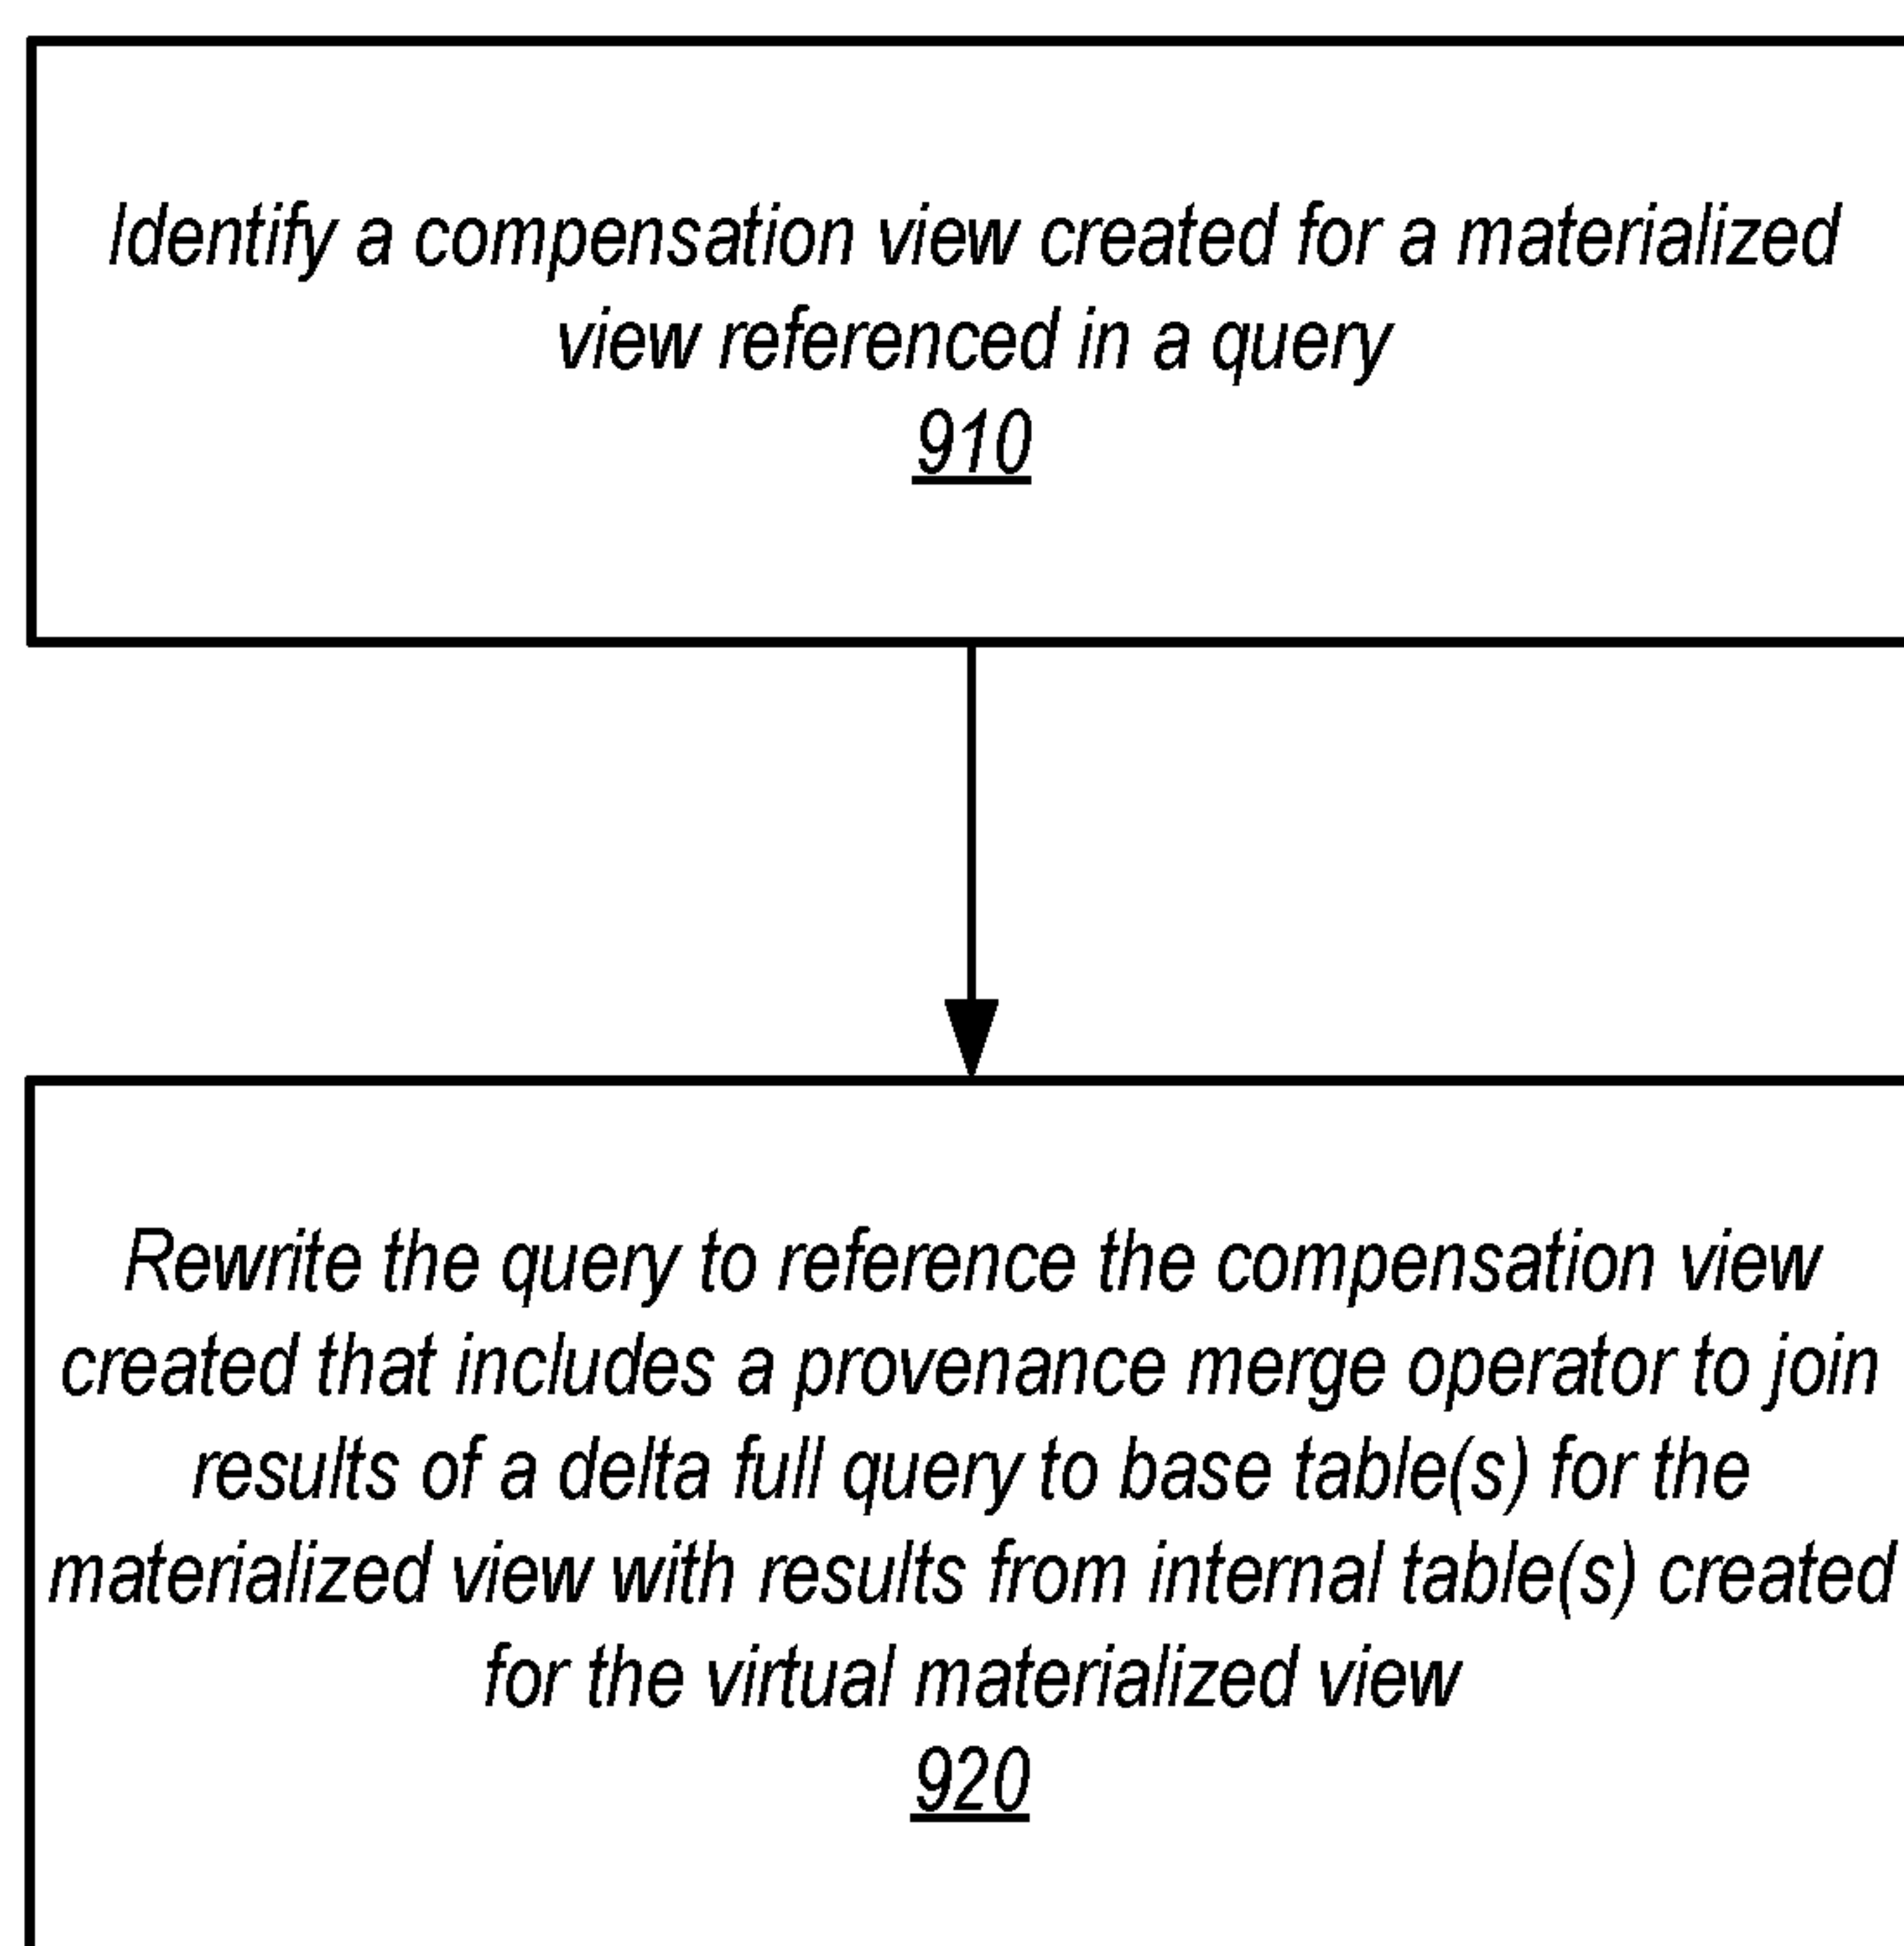 Identify a compensation view created for a materialized
view referenced in a query
910
Rewrite the query to reference the compensation view
created that includes a provenance merge operator to join
results of a delta full query to base table(s) for the
materialized view with results from internal table(s) created
for the virtual materialized view
920